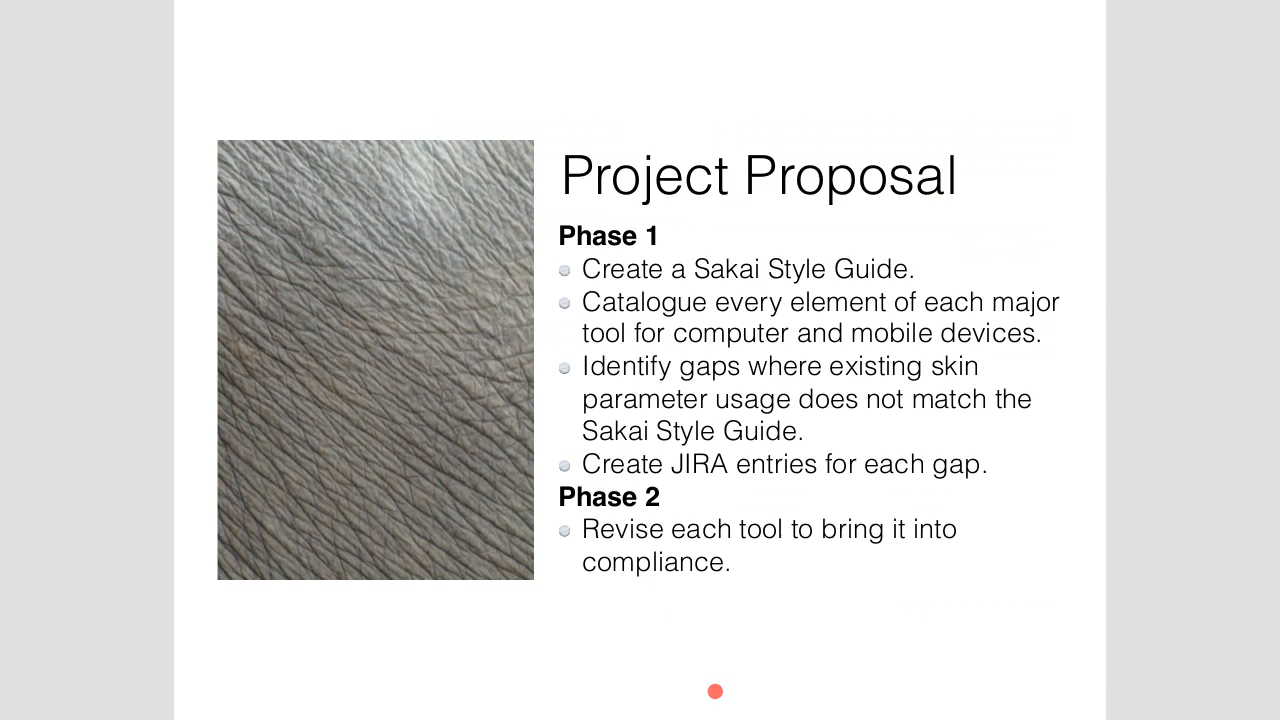 Project Proposal
Phase 1
Create a Sakai Style Guide.
Catalogue every element of each major
tool for computer and mobile devices.
Identify gaps where existing skin
parameter usage does not match the
Sakai Style Guide.
Create JIRA entries for each gap.
Phase 2
Revise each tool to bring it into
compliance.